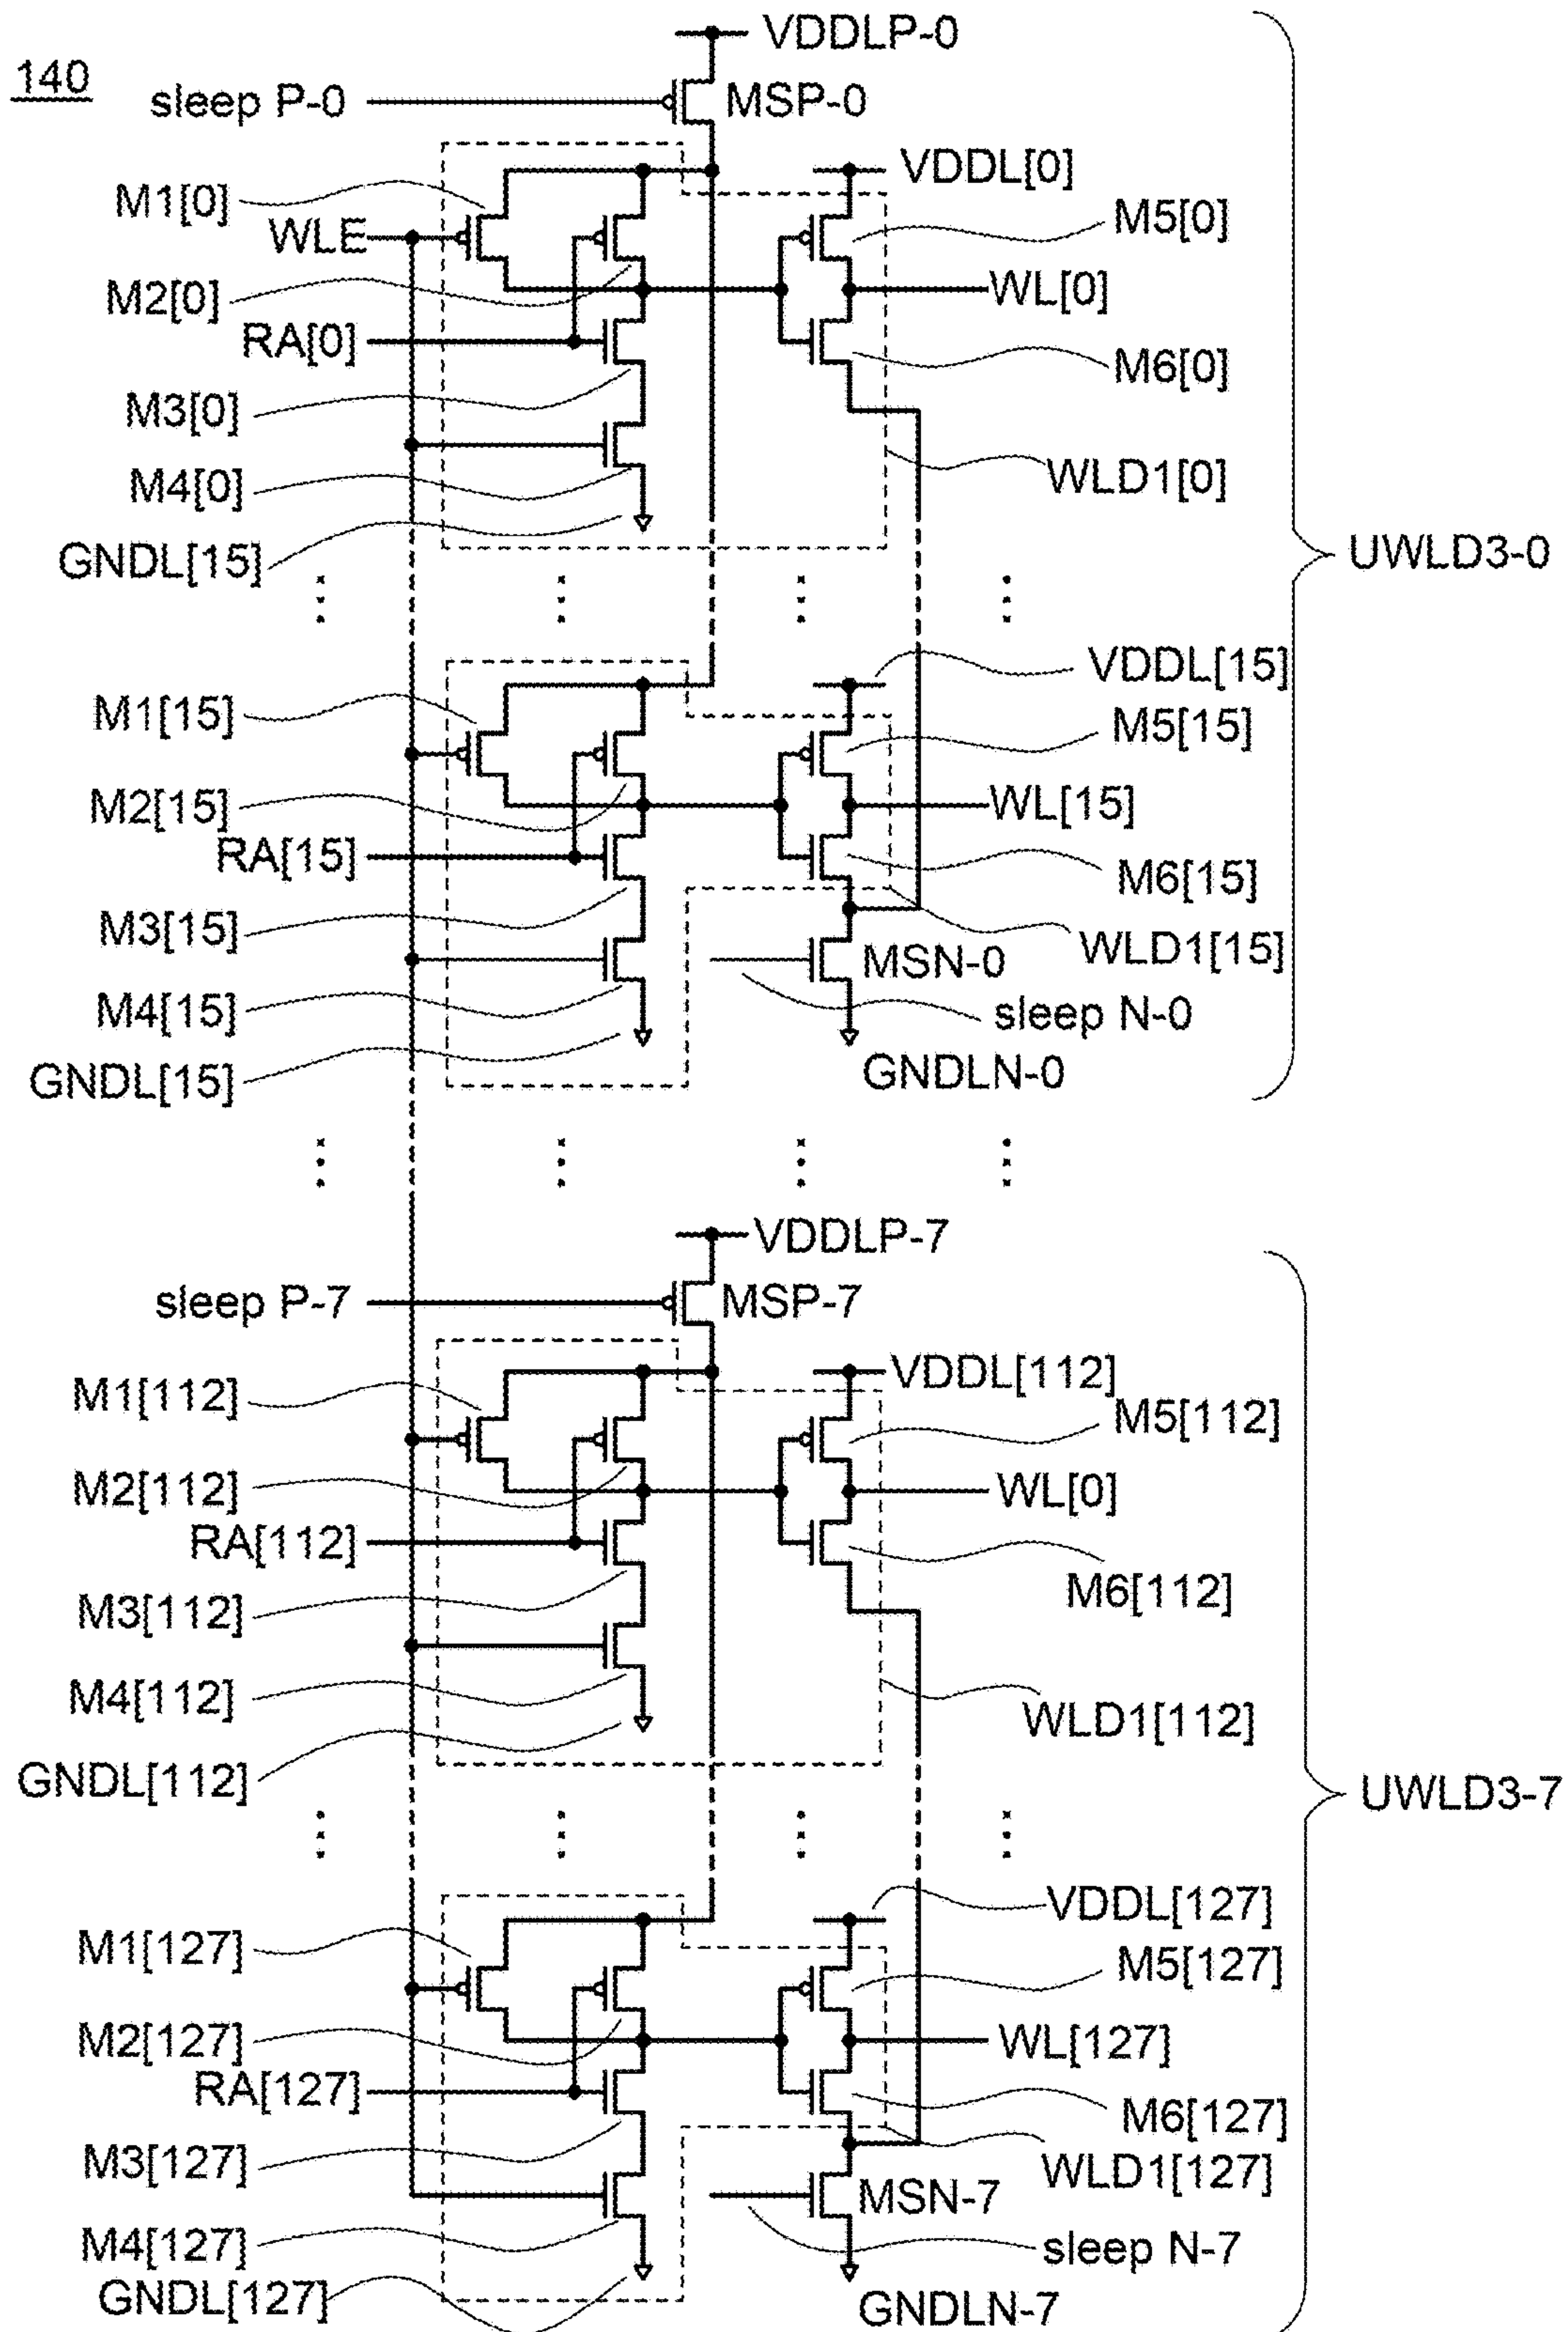 140
VDDLP-0
sleep P-0
MSP-0
VDDL[0]
M1[0]
WLE
M5[0]
M2[0]
WL[0]
RA[0]
M6[0]
M3[0]
M4[0]
WLD1[0]
GNDL[15]
UWLD3-0
VDDL[15]
M1[15]
M5[15]
M2[15]
WL[15]
RA[15]
M6[15]
M3[15]
WLD1[15]
MSN-0
M4[15]
sleep N-0
GNDL[15]
GNDLN-0
VDDLP-7
sleep P-7
MSP-7
VDDL[112]
M1[112]
M5[112]
M2[112]
WL[0]
RA[112]
M6[112]
M3[112]
M4[112]
WLD1[112]
GNDL[112]
UWLD3-7
VDDL[127]
M1[127]
M5[127]
M2[127]
WL[127]
RA[127]
M6[127]
M3[127]
WLD1[127]
MSN-7
M4[127]
sleep N-7
GNDL[127]
GNDLN-7